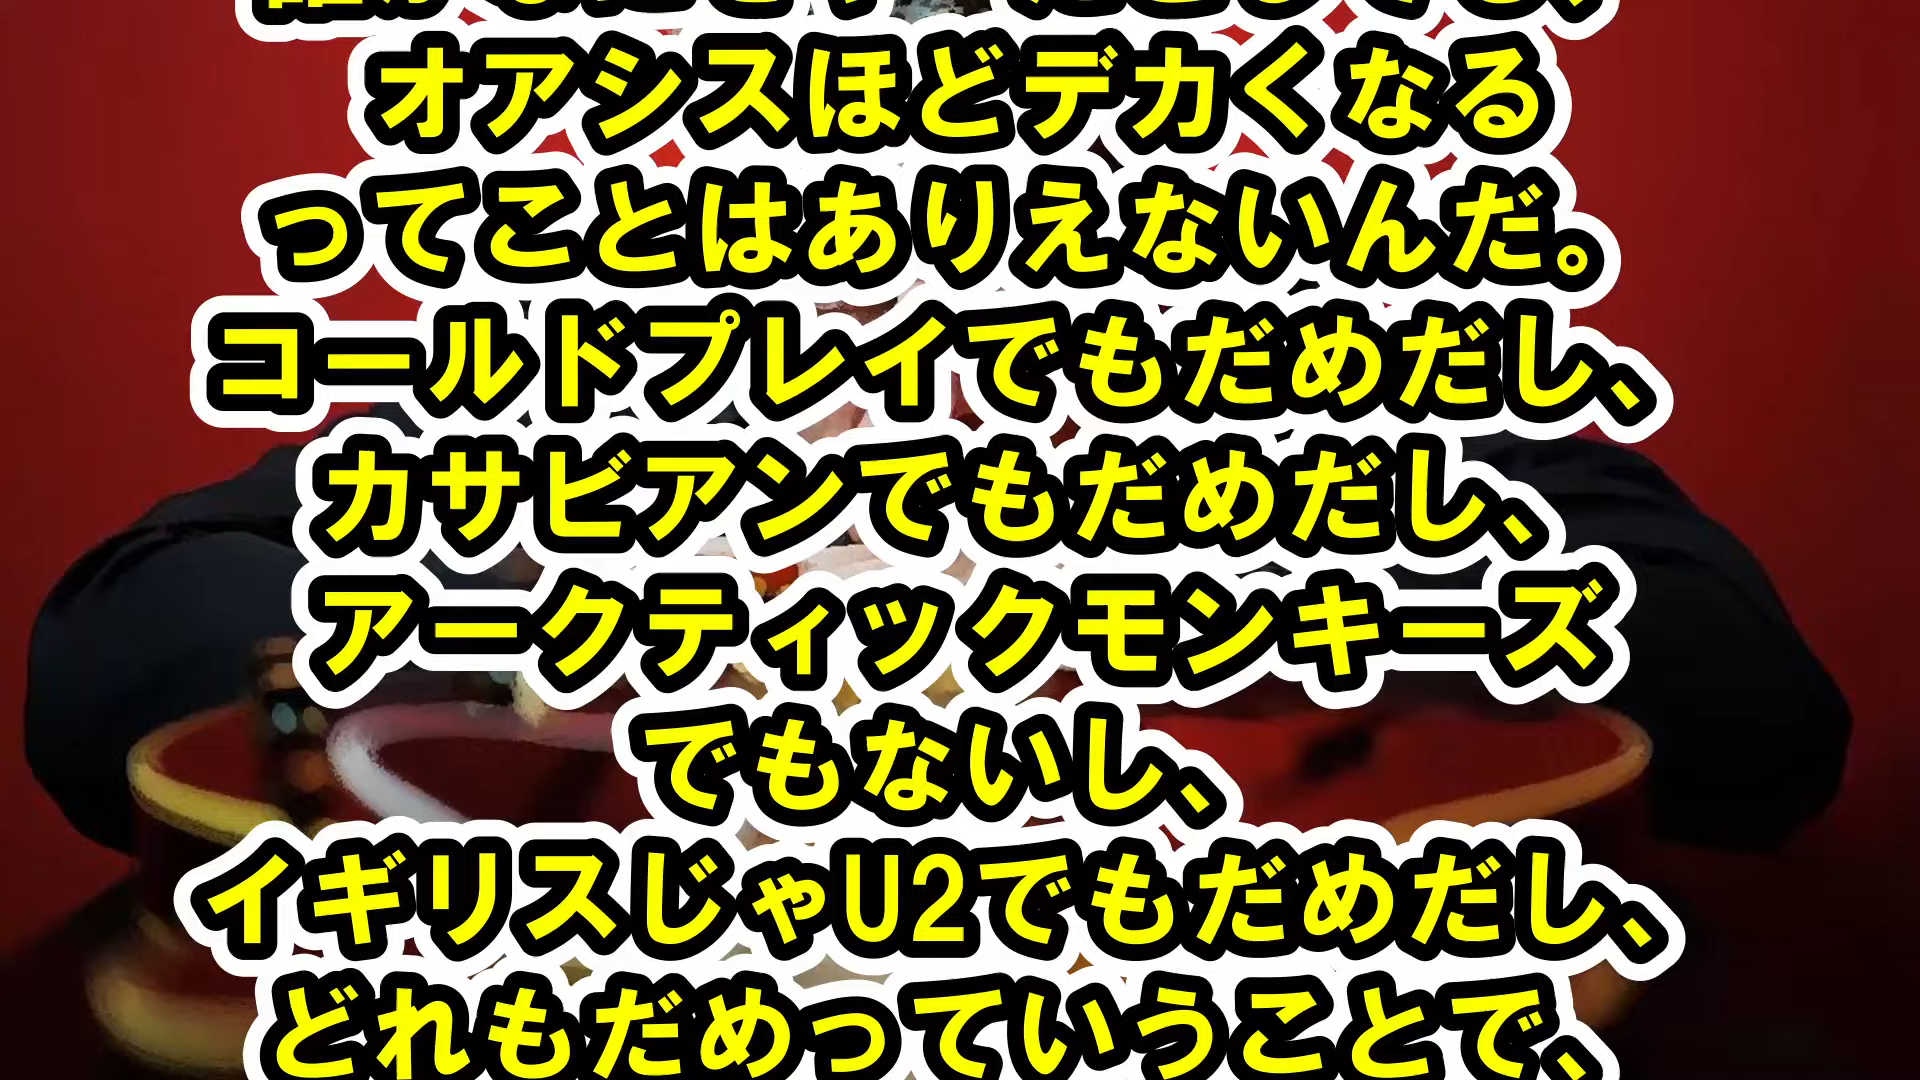 オアシスほどデカくなる
ってことはありえないんだ。
コールドプレイでもだめだし、
カサビアンでもだめだし、
アークティックモンキーズ
でもないし、
イギリスじゃU2でもだめだし、
どれもだめっていうことで、